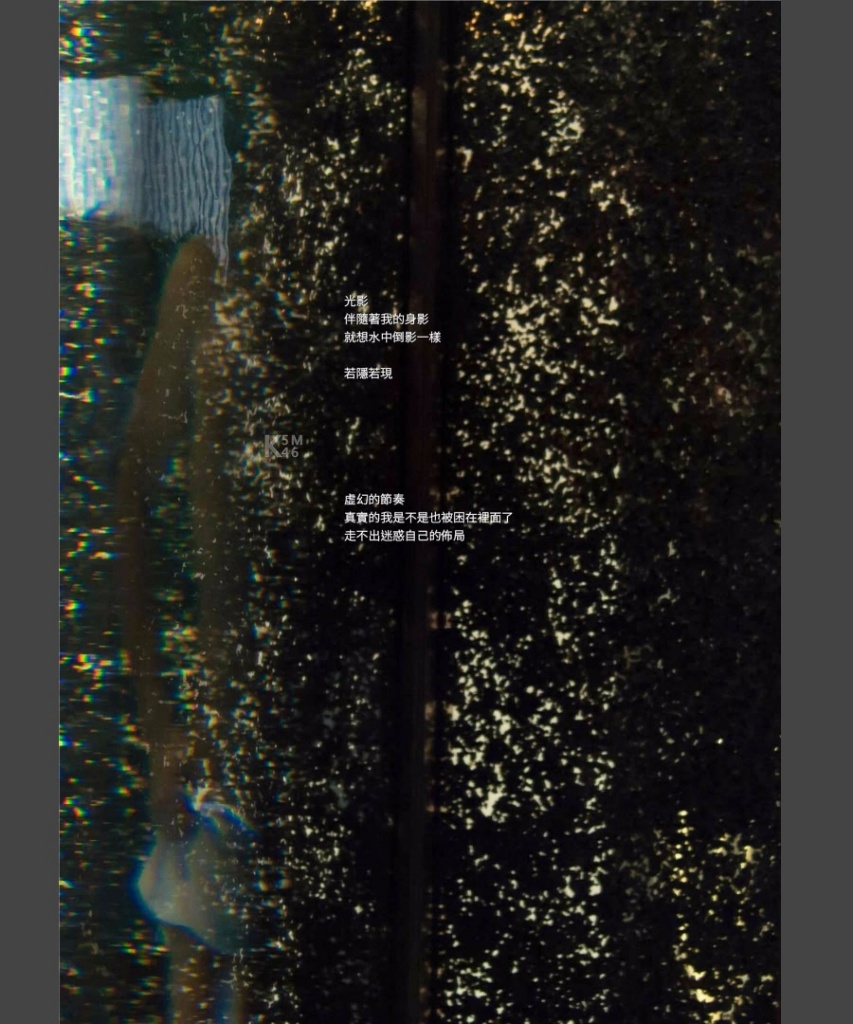 光影
伴隨著我的身影
就想水中倒影一樣
若隱若現
K5M
46
虛幻的節奏
真實的我是不是也被困在裡面了
走不出迷惑自己的佈局